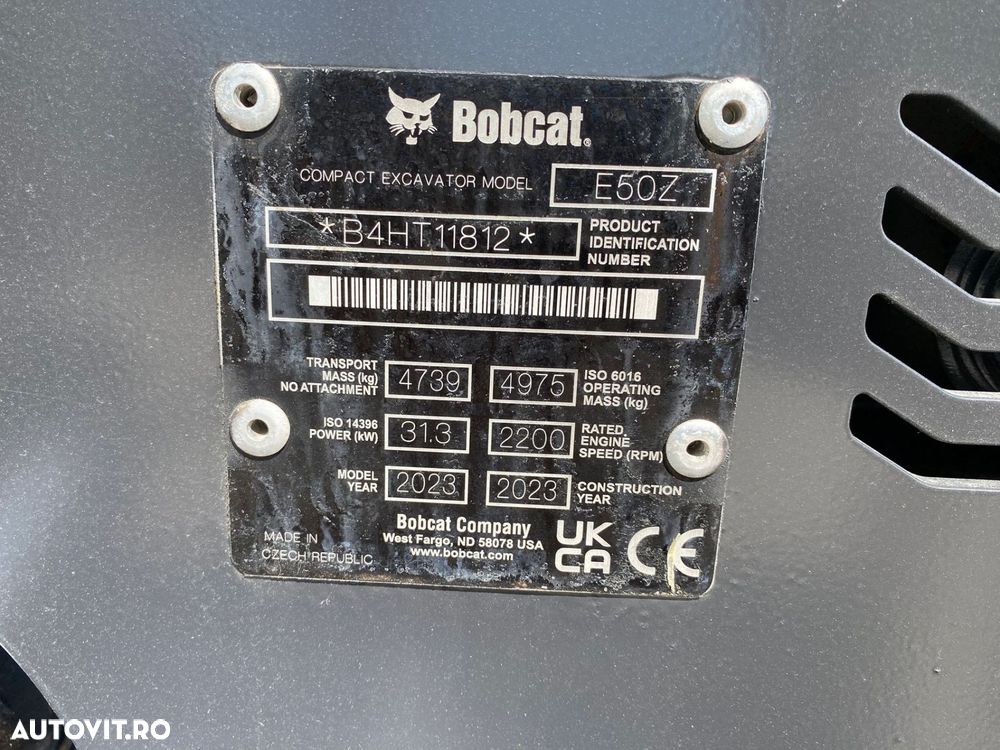 Bobcat®
COMPACT EXCAVATOR MODEL E50Z
*B4HT11812* PRODUCT
IDENTIFICATION
NUMBER
TRANSPORT
MASS (kg)
NO ATTACHMENT
4739
4975
ISO 6016
OPERATING
MASS (kg)
ISO 14396
POWER (kW)
31.3
2200
RATED
ENGINE
SPEED (RPM)
MODEL
YEAR
2023
2023
CONSTRUCTION
YEAR
MADE IN
CZECH REPUBLIC
Bobcat Company
West Fargo, ND 58078 USA
www.bobcat.com
UK
CA
CE
AUTOVIT.RO